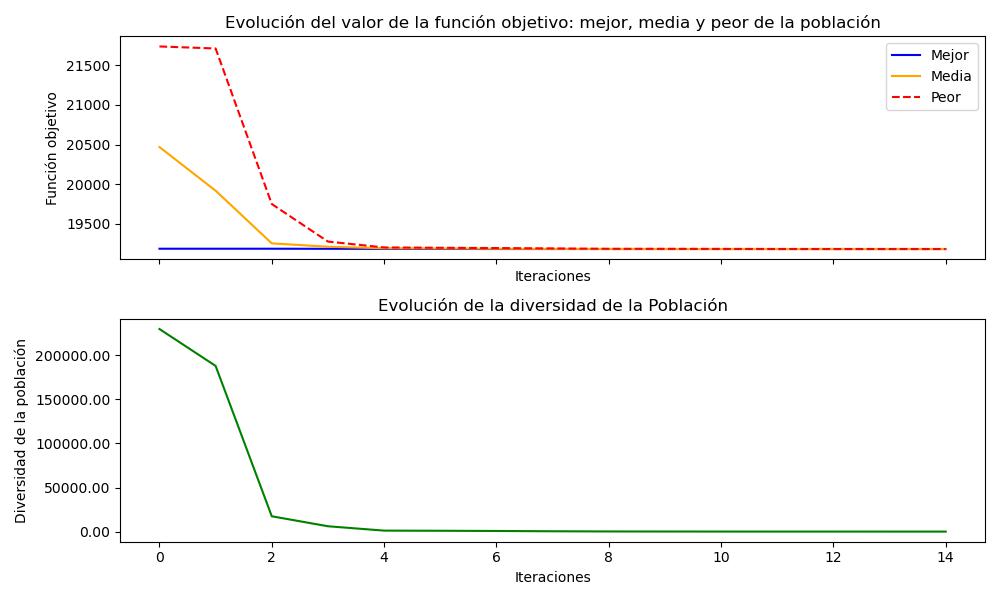 Evolución del valor de la función objetivo: mejor, media y peor de la población
21500
21000
20500
20000
19500
Función objetivo
Mejor
Media
Peor
Iteraciones
Evolución de la diversidad de la Población
200000.00
150000.00
100000.00
50000.00
0.00
Diversidad de la población
0 2 4 6 8 10 12 14
Iteraciones